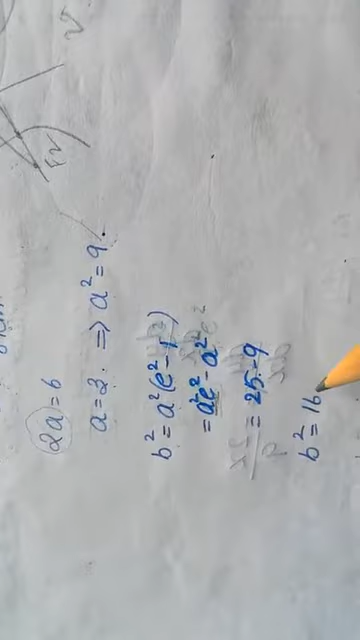 2a = 6
a = 3 ⇒ a² = 9
b² = a²(e² - 1)
= a²e² - a²
= 25 - 9
b² = 16